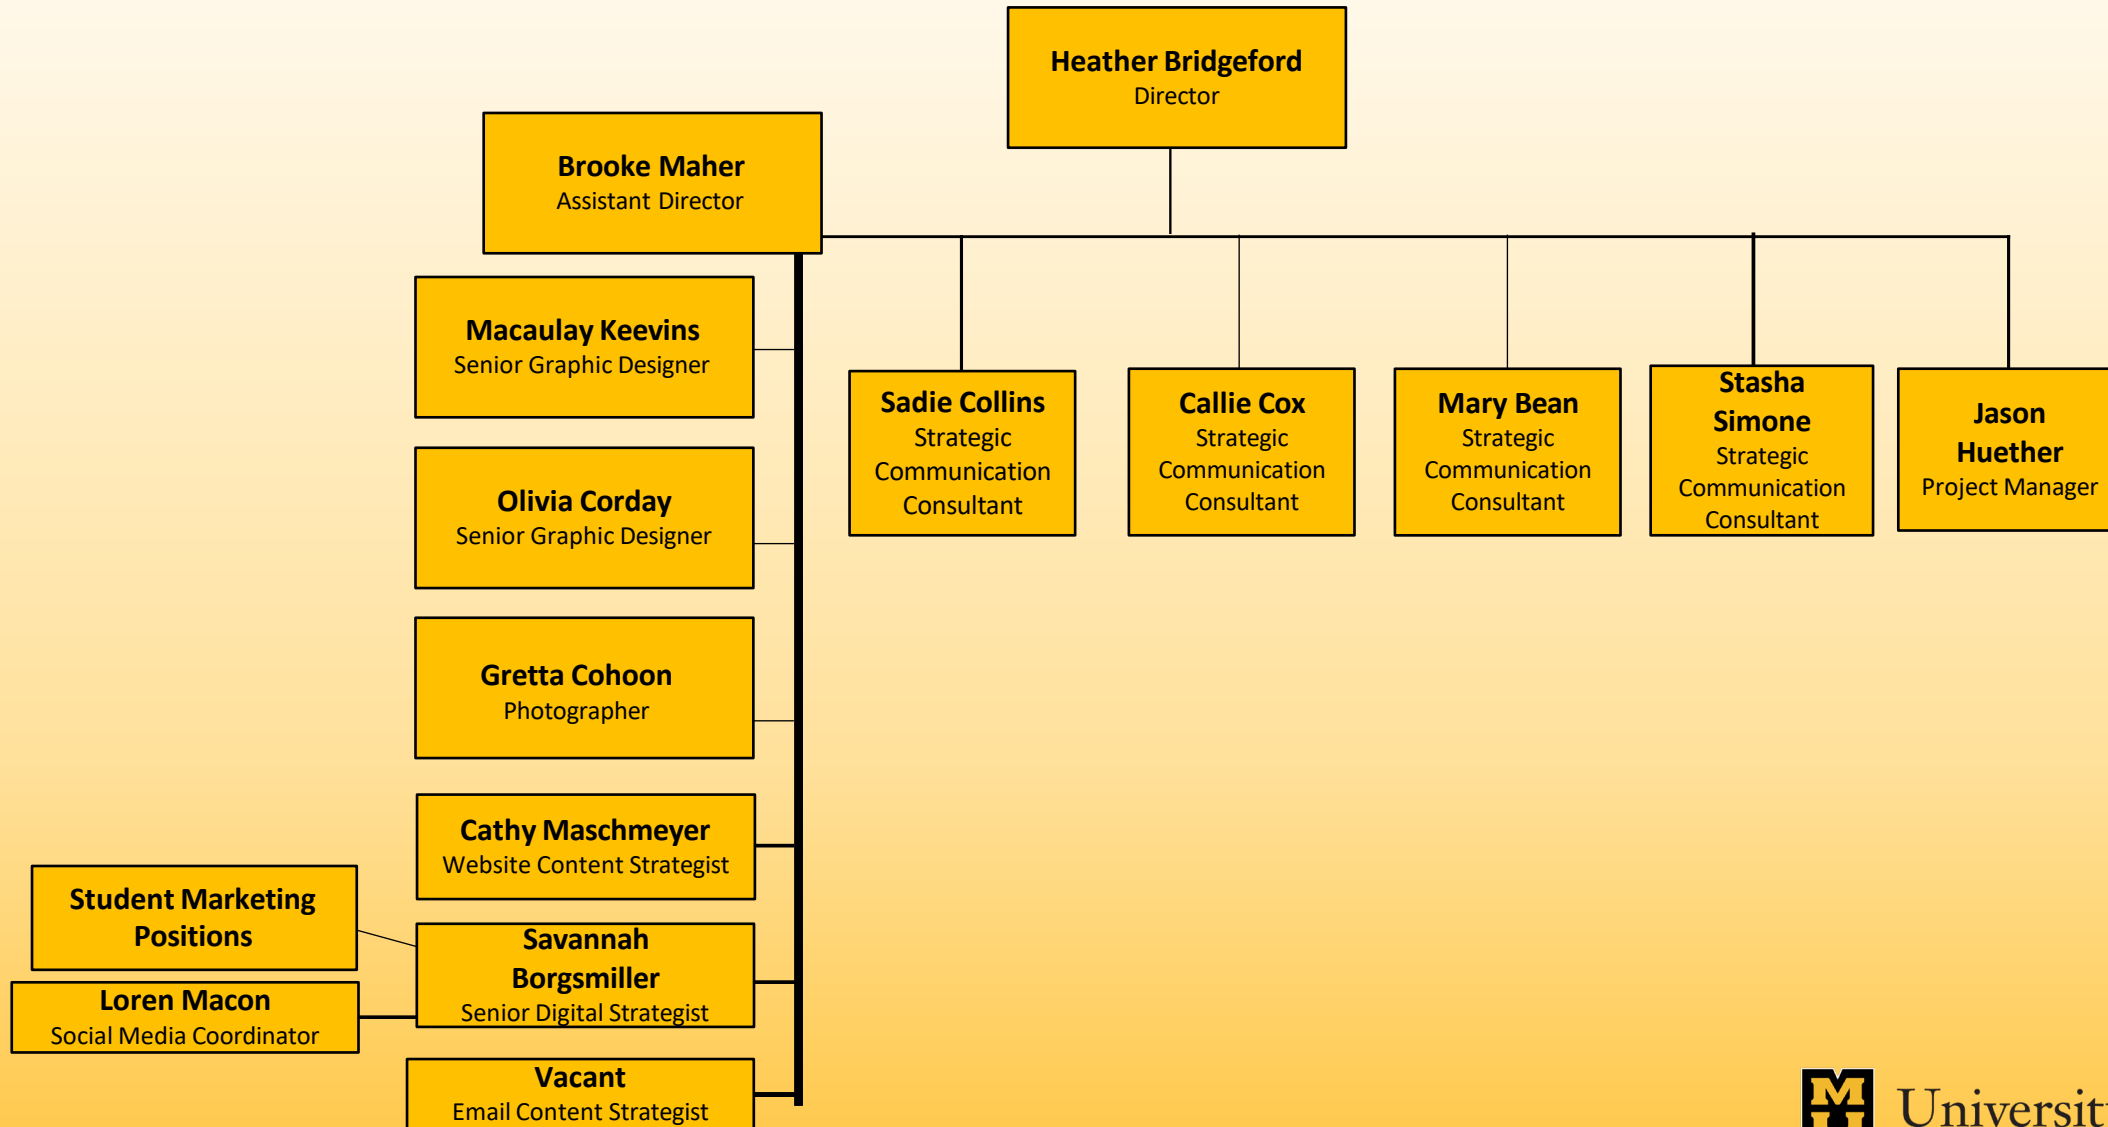 Heather Bridgeford
Director
Brooke Maher
Assistant Director
Macaulay Keevins
Senior Graphic Designer
Olivia Corday
Senior Graphic Designer
Gretta Cohoon
Photographer
Cathy Maschmeyer
Website Content Strategist
Student Marketing
Positions
Savannah
Borgsmiller
Senior Digital Strategist
Loren Macon
Social Media Coordinator
Vacant
Email Content Strategist
Sadie Collins
Strategic
Communication
Consultant
Callie Cox
Strategic
Communication
Consultant
Mary Bean
Strategic
Communication
Consultant
Stasha
Simone
Strategic
Communication
Consultant
Jason
Huether
Project Manager
MU